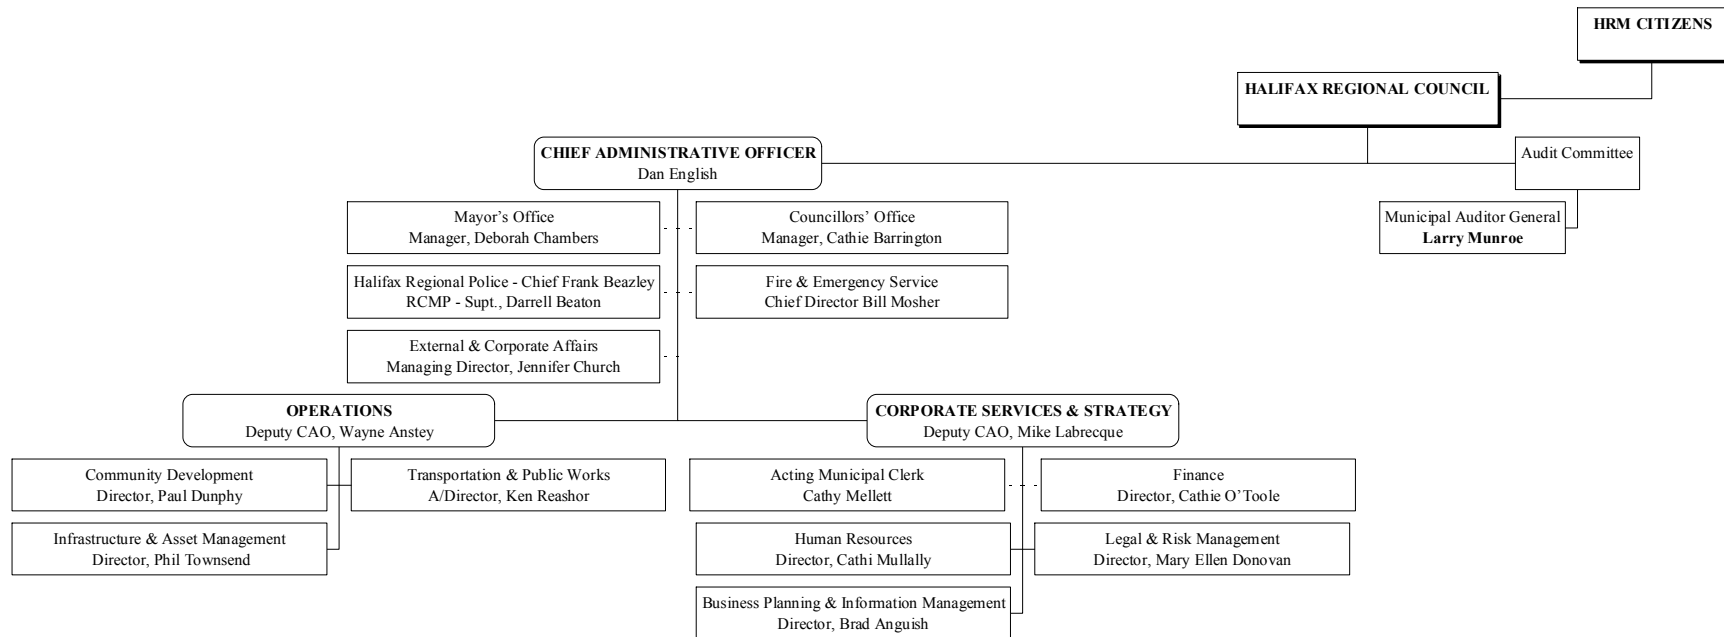 HRM CITIZENS
HALIFAX REGIONAL COUNCIL
CHIEF ADMINISTRATIVE OFFICER
Dan English
Audit Committee
Mayor's Office
Manager, Deborah Chambers
Councillors' Office
Manager, Cathie Barrington
Municipal Auditor General
Larry Munroe
Halifax Regional Police - Chief Frank Beazley
RCMP - Supt., Darrell Beaton
Fire & Emergency Service
Chief Director Bill Mosher
External & Corporate Affairs
Managing Director, Jennifer Church
OPERATIONS
Deputy CAO, Wayne Anstey
CORPORATE SERVICES & STRATEGY
Deputy CAO, Mike Labrecque
Community Development
Director, Paul Dunphy
Transportation & Public Works
A/Director, Ken Reashor
Acting Municipal Clerk
Cathy Mellett
Finance
Director, Cathie O'Toole
Infrastructure & Asset Management
Director, Phil Townsend
Human Resources
Director, Cathi Mullally
Legal & Risk Management
Director, Mary Ellen Donovan
Business Planning & Information Management
Director, Brad Anguish